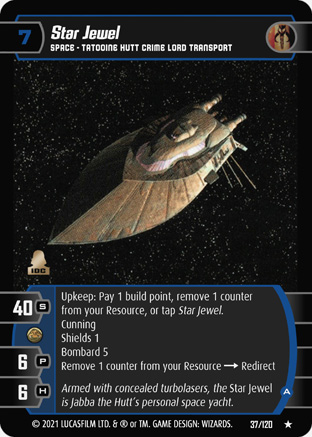 7
Star Jewel
SPACE - TATOOINE HUTT CRIME LORD TRANSPORT
IDC
40 S
6 P
6 H
Upkeep: Pay 1 build point, remove 1 counter
from your Resource, or tap Star Jewel.
Cunning
Shields 1
Bombard 5
Remove 1 counter from your Resource → Redirect
Armed with concealed turbolasers, the Star Jewel
is Jabba the Hutt's personal space yacht.
A
© 2021 LUCASFILM LTD. & ® or TM. GAME DESIGN: WIZARDS.
37/120 ★